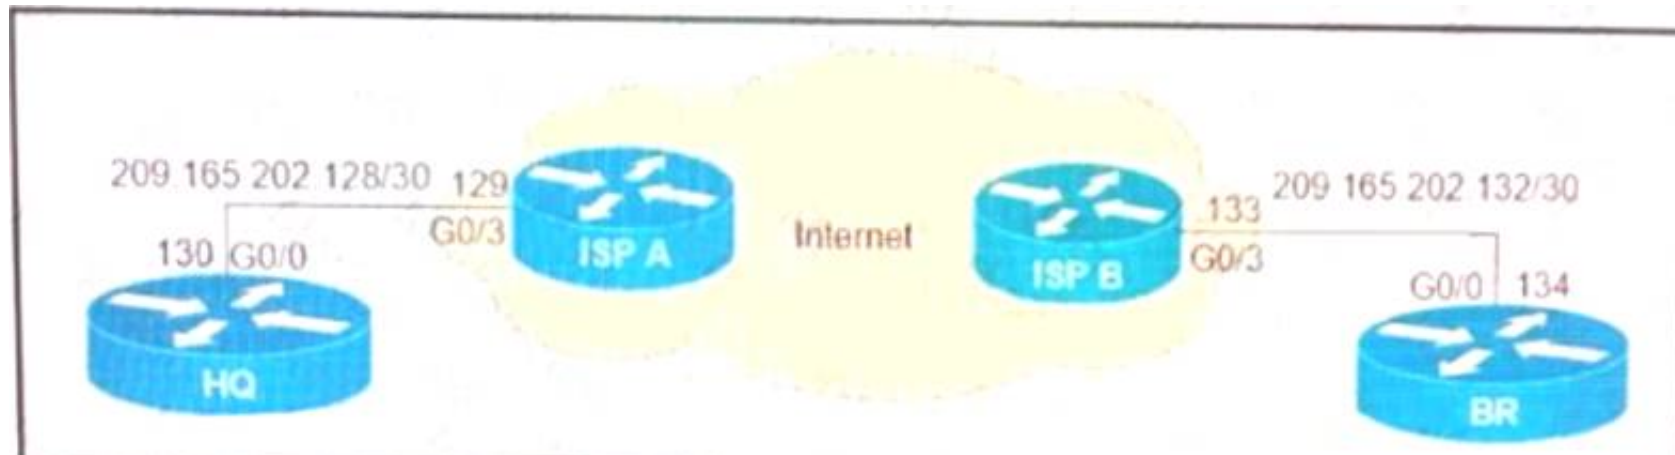 209 165 202 128/30
129
G0/3
ISP A
130
G0/0
HQ
Internet
ISP B
133
G0/3
209 165 202 132/30
G0/0
134
BR